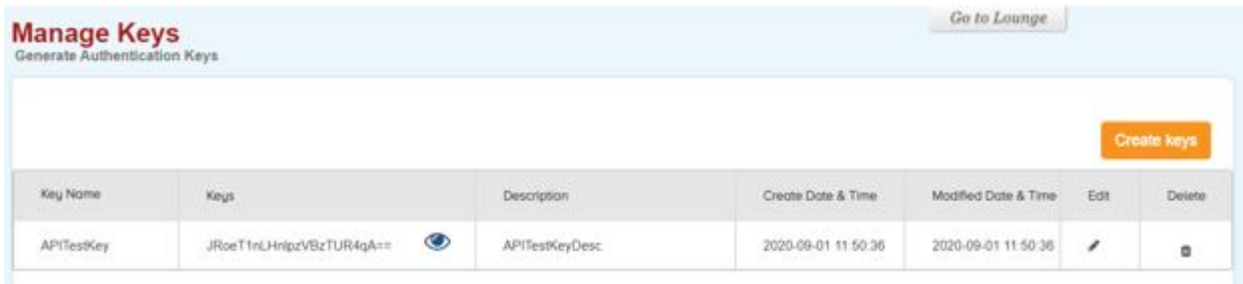 Go to Lounge
Manage Keys
Generate Authentication Keys
Create keys
Key Name Keys Description Create Date & Time Modified Date & Time Edit Delete
APITestKey JRoeT1nLHnlpzVBzTUR4qA== APITestKeyDesc 2020-09-01 11:50:36 2020-09-01 11:50:36